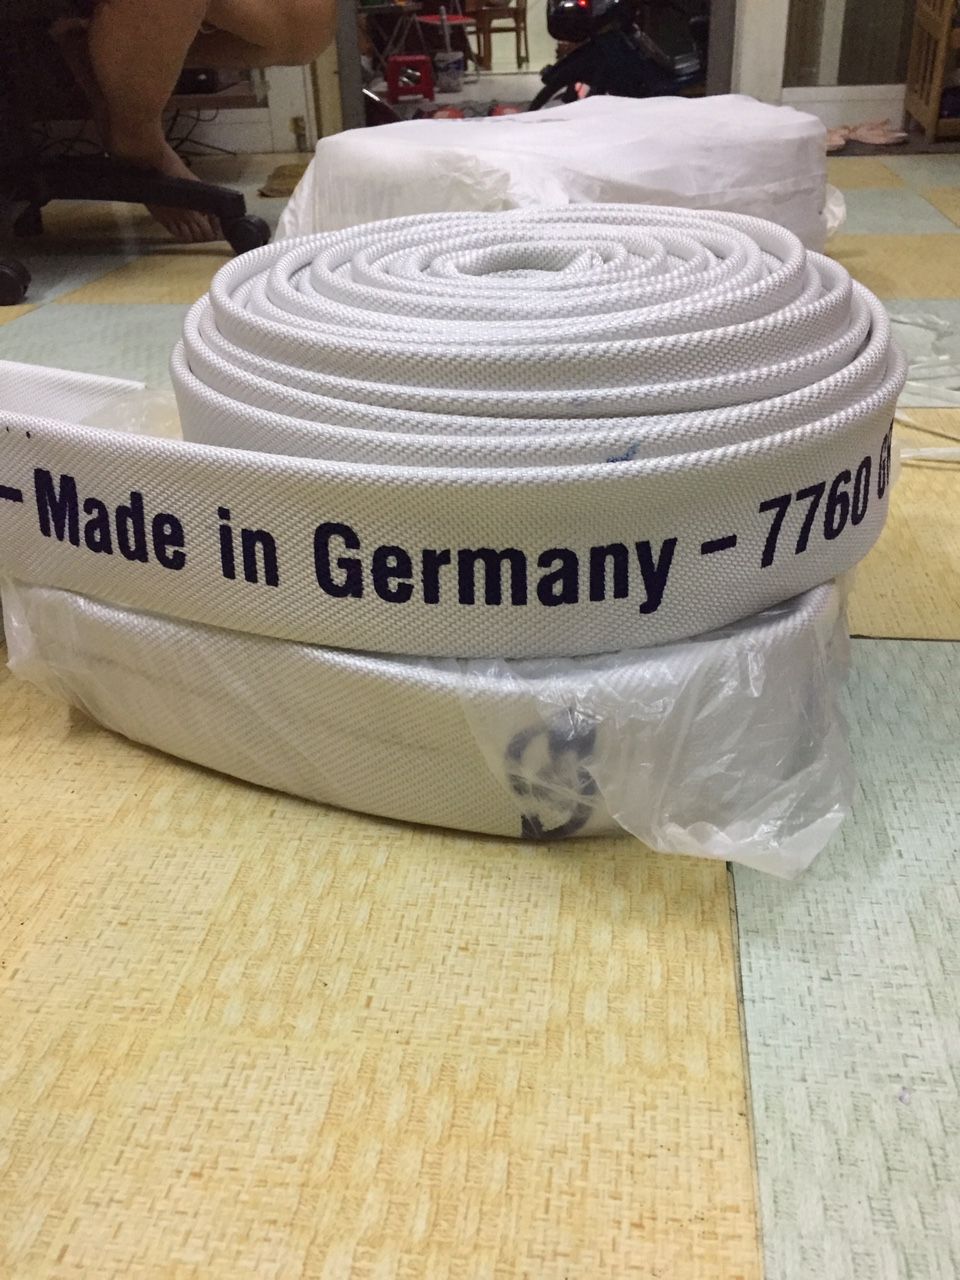 – Made in Germany – 7760